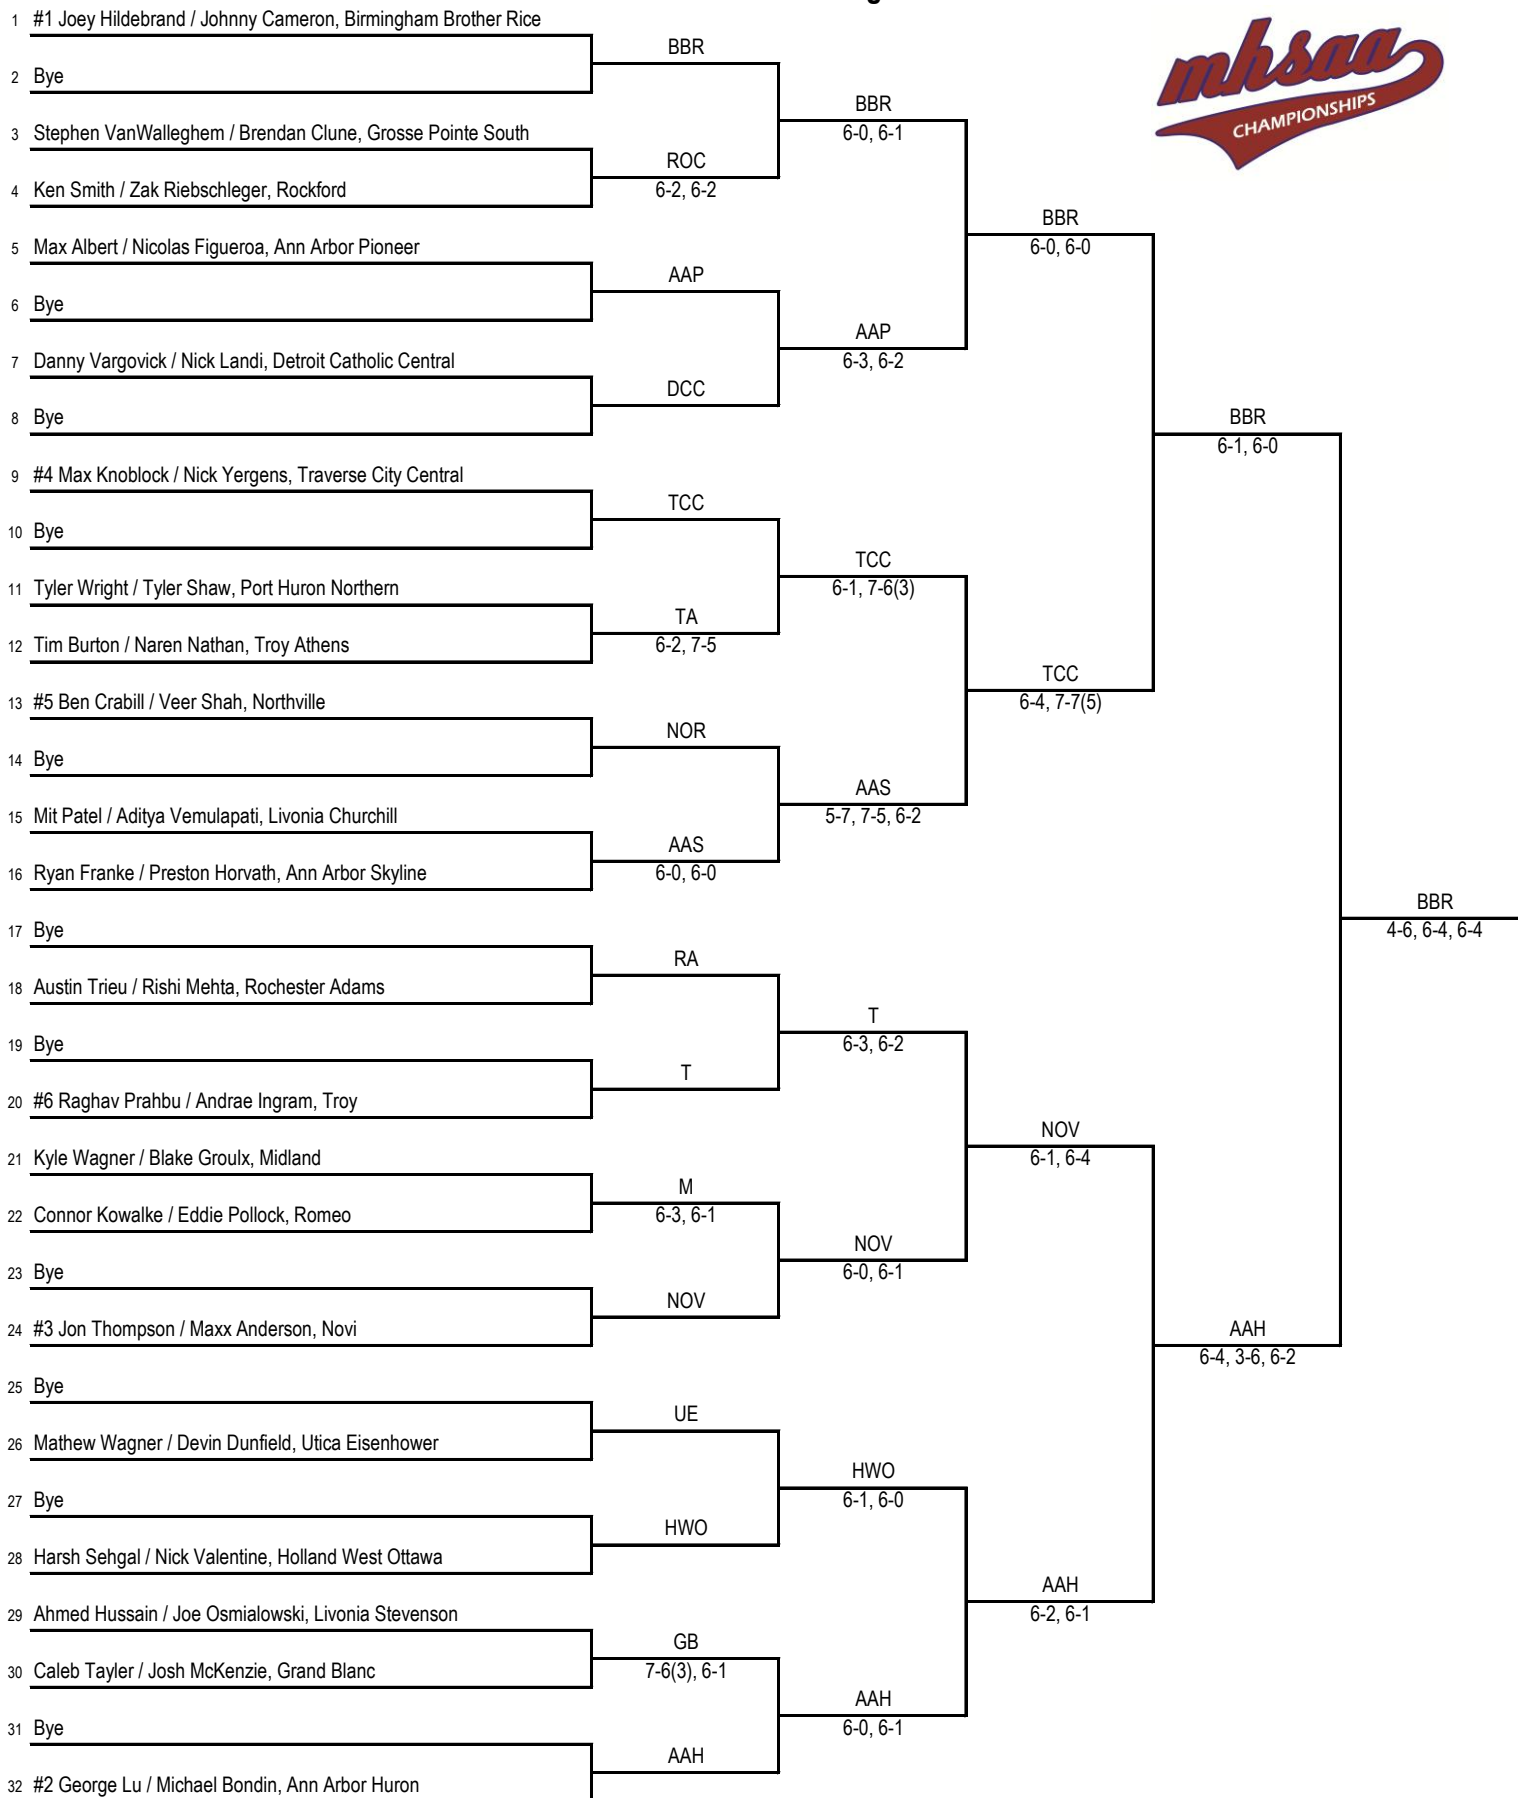 1 #1 Joey Hildebrand / Johnny Cameron, Birmingham Brother Rice
BBR
2 Bye
BBR
6-0, 6-1
3 Stephen VanWalleghem / Brendan Clune, Grosse Pointe South
ROC
6-2, 6-2
4 Ken Smith / Zak Riebschleger, Rockford
BBR
6-0, 6-0
5 Max Albert / Nicolas Figueroa, Ann Arbor Pioneer
AAP
6 Bye
AAP
6-3, 6-2
7 Danny Vargovick / Nick Landi, Detroit Catholic Central
DCC
8 Bye
BBR
6-1, 6-0
9 #4 Max Knoblock / Nick Yergens, Traverse City Central
TCC
10 Bye
TCC
6-1, 7-6(3)
11 Tyler Wright / Tyler Shaw, Port Huron Northern
TA
6-2, 7-5
12 Tim Burton / Naren Nathan, Troy Athens
TCC
6-4, 7-7(5)
13 #5 Ben Crabill / Veer Shah, Northville
NOR
14 Bye
AAS
5-7, 7-5, 6-2
15 Mit Patel / Aditya Vemulapati, Livonia Churchill
AAS
6-0, 6-0
16 Ryan Franke / Preston Horvath, Ann Arbor Skyline
BBR
4-6, 6-4, 6-4
17 Bye
RA
18 Austin Trieu / Rishi Mehta, Rochester Adams
T
6-3, 6-2
19 Bye
T
20 #6 Raghav Prahbu / Andrae Ingram, Troy
NOV
6-1, 6-4
21 Kyle Wagner / Blake Groulx, Midland
M
6-3, 6-1
22 Connor Kowalke / Eddie Pollock, Romeo
NOV
6-0, 6-1
23 Bye
NOV
24 #3 Jon Thompson / Maxx Anderson, Novi
AAH
6-4, 3-6, 6-2
25 Bye
UE
26 Mathew Wagner / Devin Dunfield, Utica Eisenhower
HWO
6-1, 6-0
27 Bye
HWO
28 Harsh Sehgal / Nick Valentine, Holland West Ottawa
AAH
6-2, 6-1
29 Ahmed Hussain / Joe Osmialowski, Livonia Stevenson
GB
7-6(3), 6-1
30 Caleb Tayler / Josh McKenzie, Grand Blanc
AAH
6-0, 6-1
31 Bye
AAH
32 #2 George Lu / Michael Bondin, Ann Arbor Huron
mhsaa
CHAMPIONSHIPS